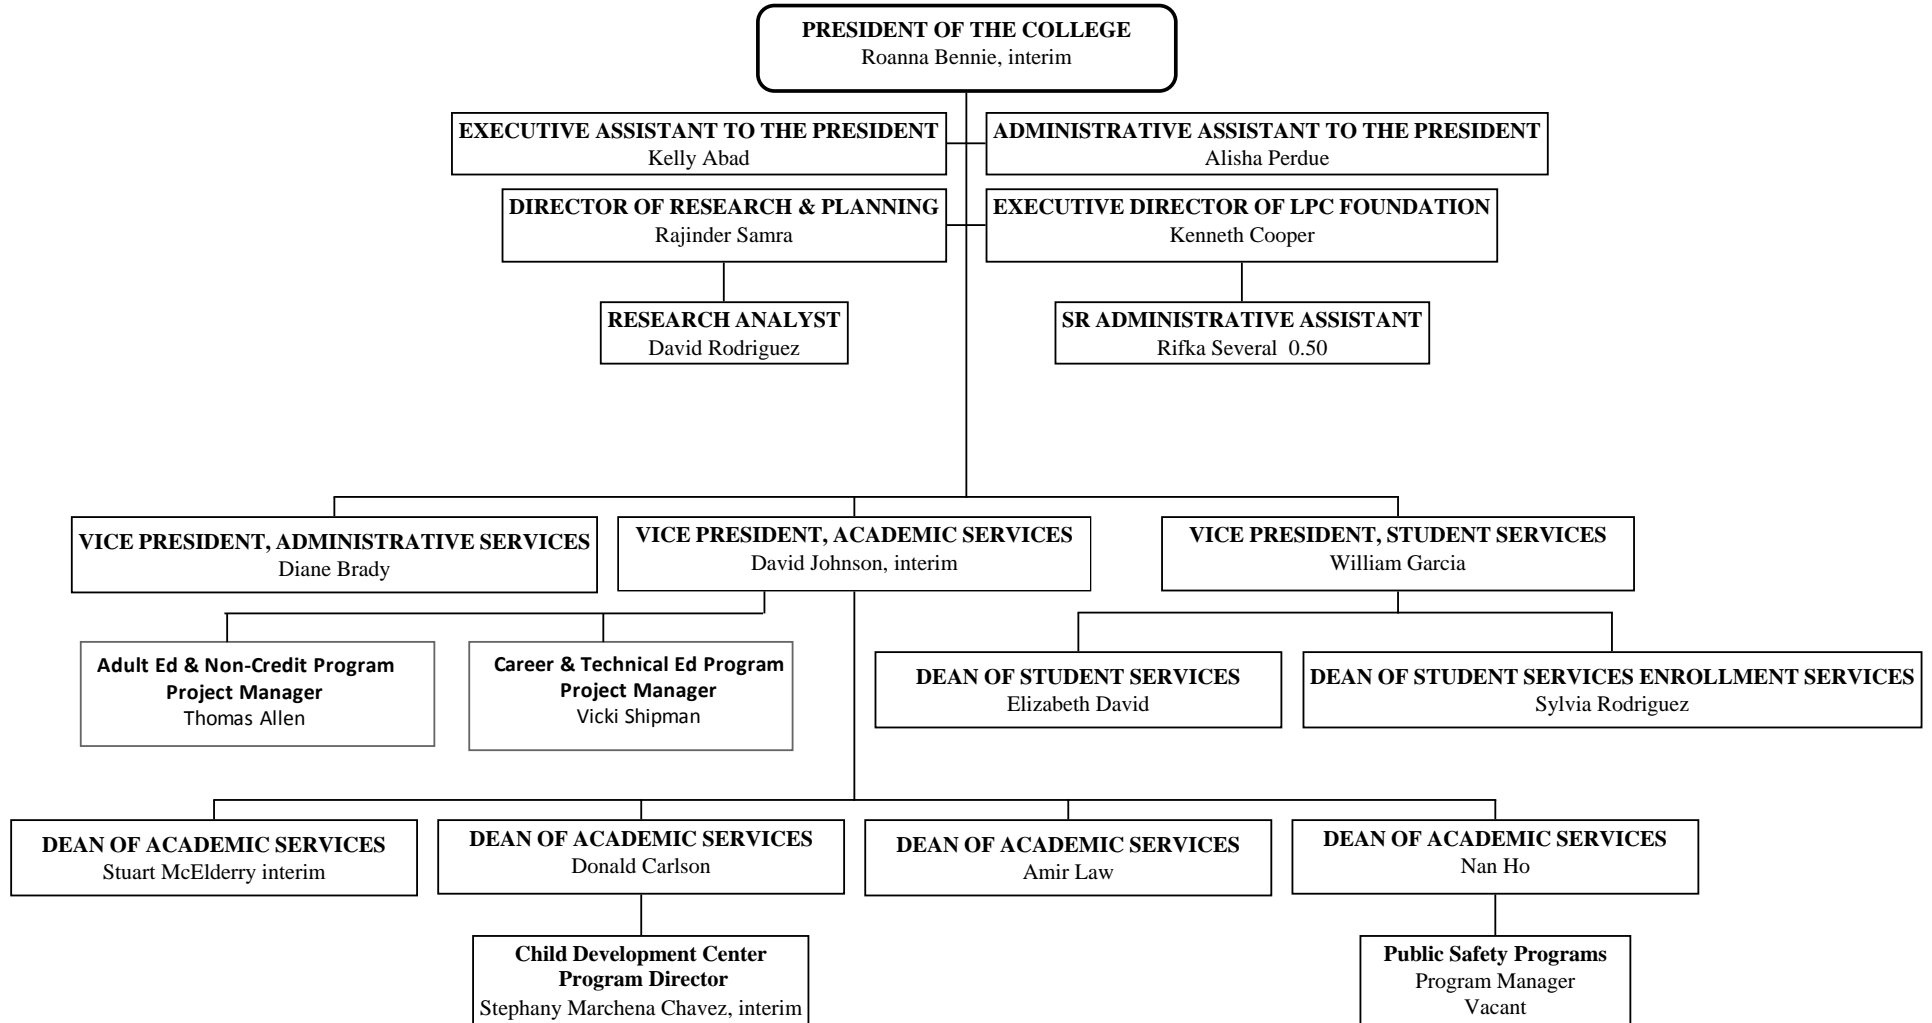 PRESIDENT OF THE COLLEGE
Roanna Bennie, interim
EXECUTIVE ASSISTANT TO THE PRESIDENT
Kelly Abad
ADMINISTRATIVE ASSISTANT TO THE PRESIDENT
Alisha Perdue
DIRECTOR OF RESEARCH & PLANNING
Rajinder Samra
EXECUTIVE DIRECTOR OF LPC FOUNDATION
Kenneth Cooper
RESEARCH ANALYST
David Rodriguez
SR ADMINISTRATIVE ASSISTANT
Rifka Several 0.50
VICE PRESIDENT, ADMINISTRATIVE SERVICES
Diane Brady
VICE PRESIDENT, ACADEMIC SERVICES
David Johnson, interim
VICE PRESIDENT, STUDENT SERVICES
William Garcia
Adult Ed & Non-Credit Program
Project Manager
Thomas Allen
Career & Technical Ed Program
Project Manager
Vicki Shipman
DEAN OF STUDENT SERVICES
Elizabeth David
DEAN OF STUDENT SERVICES ENROLLMENT SERVICES
Sylvia Rodriguez
DEAN OF ACADEMIC SERVICES
Stuart McElderry interim
DEAN OF ACADEMIC SERVICES
Donald Carlson
DEAN OF ACADEMIC SERVICES
Amir Law
DEAN OF ACADEMIC SERVICES
Nan Ho
Child Development Center
Program Director
Stephany Marchena Chavez, interim
Public Safety Programs
Program Manager
Vacant